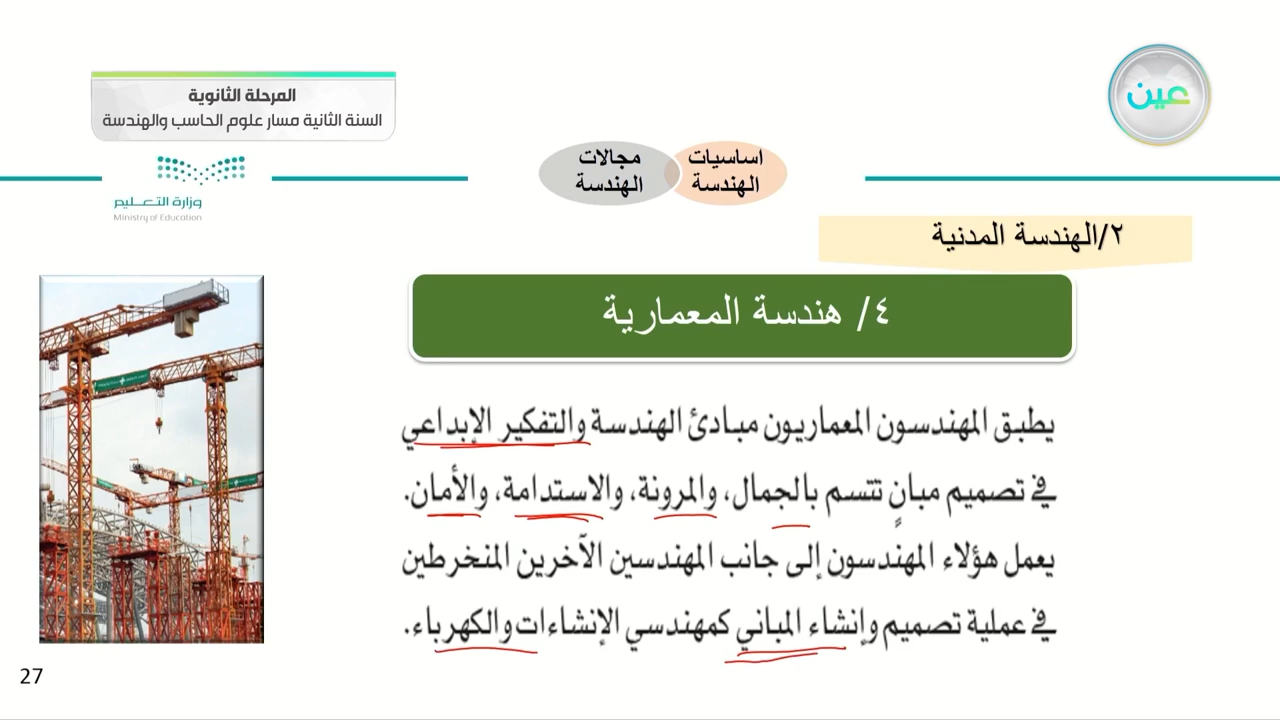 عين
المرحلة الثانوية
السنة الثانية مسار علوم الحاسب والهندسة
وزارة التعـــليم
Ministry of Education
اساسيات
الهندسة
مجالات
الهندسة
٢/الهندسة المدنية
٤/ هندسة المعمارية
يطبق المهندسون المعماريون مبادئ الهندسة والتفكير الإبداعي
في تصميم مبانٍ تتسم بالجمال، والمرونة، والاستدامة، والأمان.
يعمل هؤلاء المهندسون إلى جانب المهندسين الآخرين المنخرطين
في عملية تصميم وإنشاء المباني كمهندسي الإنشاءات والكهرباء.
27